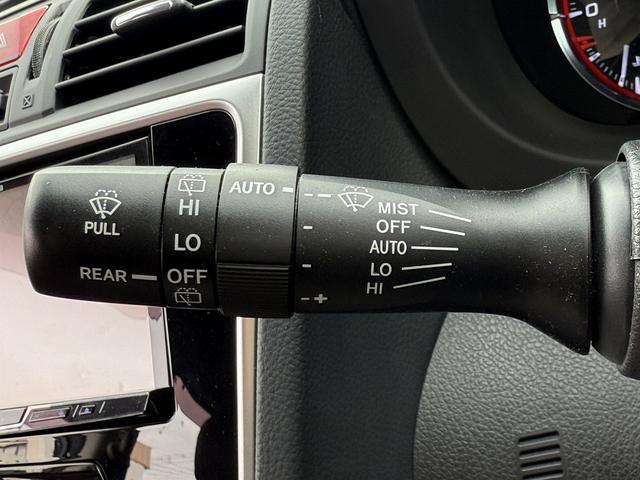 PULL
REAR
HI
LO
OFF
AUTO
- +
MIST
OFF
AUTO
LO
HI
H